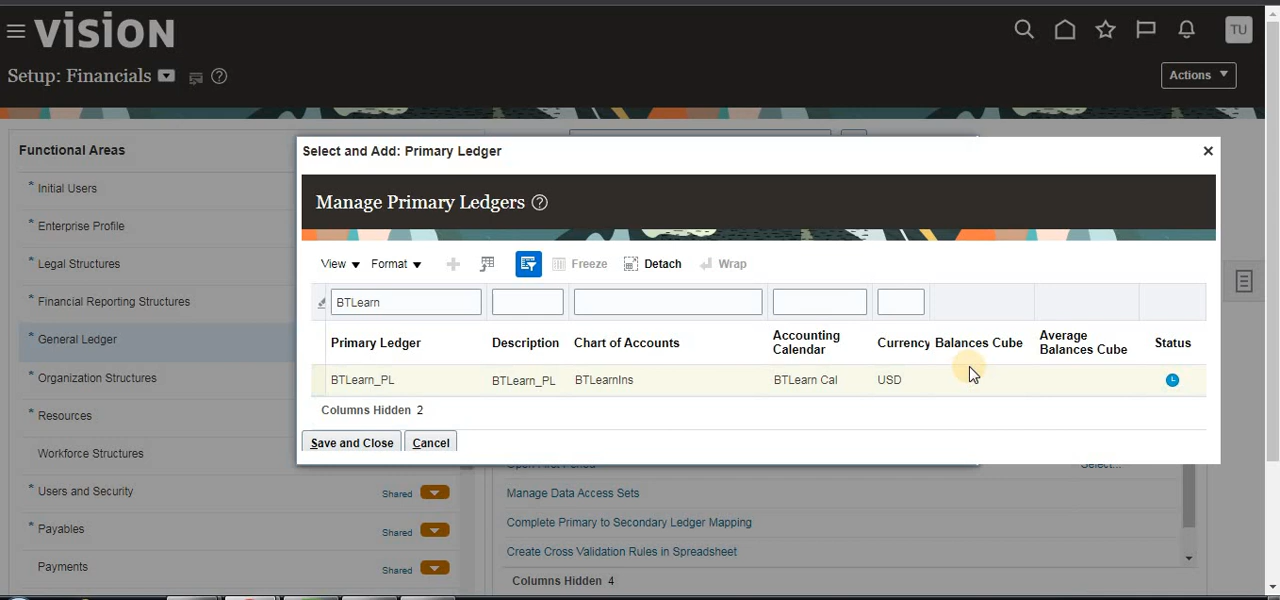 VISION
TU
Setup: Financials
Actions
Functional Areas
Select and Add: Primary Ledger
* Initial Users
Manage Primary Ledgers
* Enterprise Profile
* Legal Structures
View Format Freeze Detach Wrap
* Financial Reporting Structures
BTLearn
* General Ledger
Primary Ledger Description Chart of Accounts Accounting Calendar Currency Balances Cube Average Balances Cube Status
* Organization Structures
BTLearn_PL BTLearn_PL BTLearnIns BTLearn Cal USD
* Resources
Columns Hidden 2
Save and Close Cancel
Workforce Structures
Open First Period Select...
* Users and Security Shared
Manage Data Access Sets
* Payables Shared
Complete Primary to Secondary Ledger Mapping
Create Cross Validation Rules in Spreadsheet
Payments Shared
Columns Hidden 4